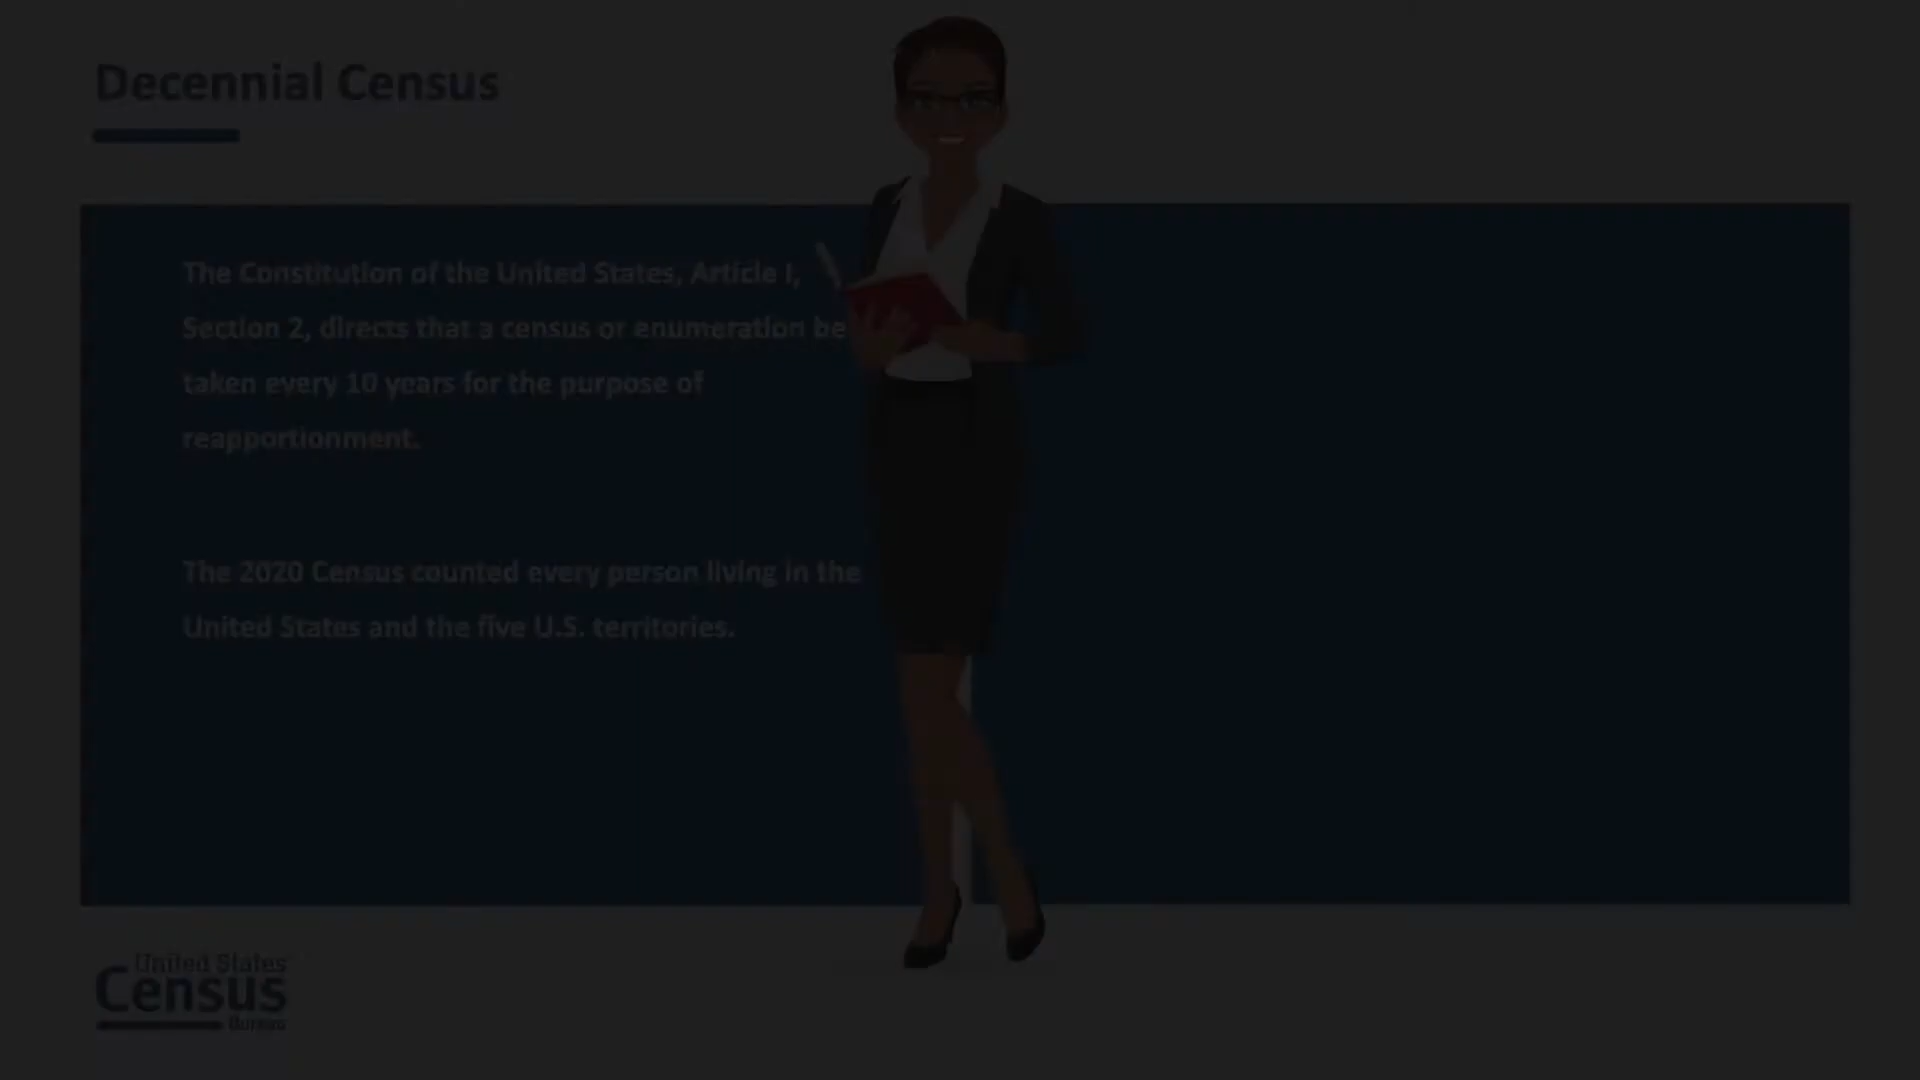 Decennial Census
The Constitution of the United States, Article I,
Section 2, directs that a census or enumeration be
taken every 10 years for the purpose of
reapportionment.
The 2020 Census counted every person living in the
United States and the five U.S. territories.
United States
Census
Bureau